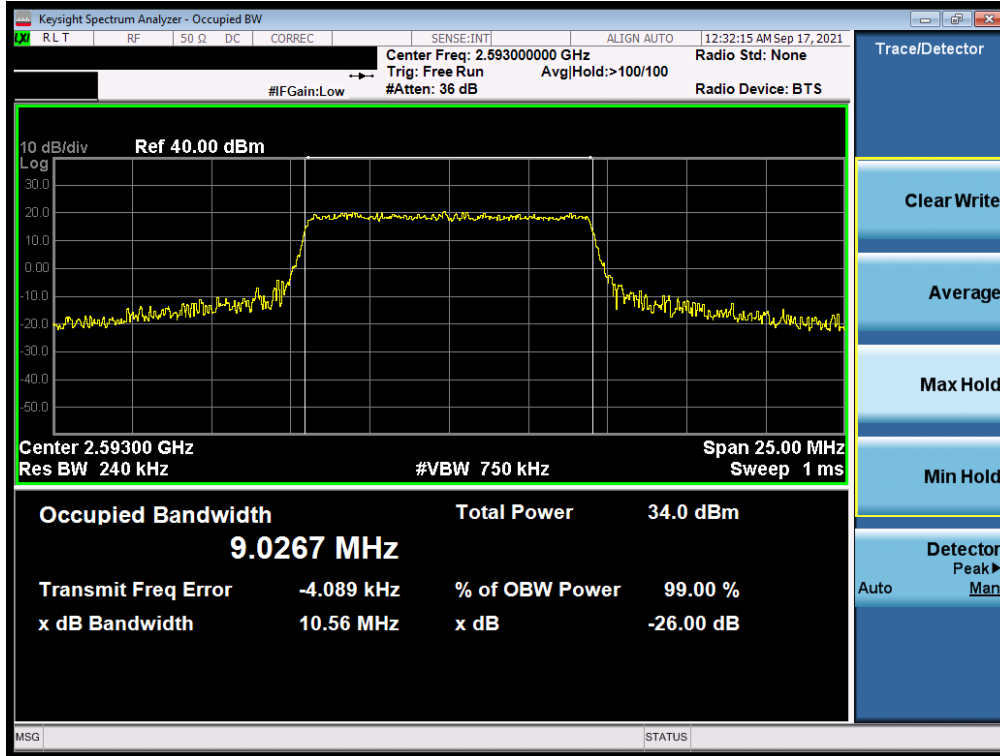 Keysight Spectrum Analyzer - Occupied BW
LXI RLT RF 50 Ω DC CORREC SENSE:INT ALIGN AUTO 12:32:15 AM Sep 17, 2021
Center Freq: 2.593000000 GHz Radio Std: None
Trig: Free Run Avg|Hold:>100/100
#IFGain:Low #Atten: 36 dB Radio Device: BTS
Trace/Detector
10 dB/div Ref 40.00 dBm
Log
30.0
20.0
10.0
0.00
-10.0
-20.0
-30.0
-40.0
-50.0
Center 2.59300 GHz Span 25.00 MHz
Res BW 240 kHz #VBW 750 kHz Sweep 1 ms
Occupied Bandwidth Total Power 34.0 dBm
9.0267 MHz
Transmit Freq Error -4.089 kHz % of OBW Power 99.00 %
x dB Bandwidth 10.56 MHz x dB -26.00 dB
Clear Write
Average
Max Hold
Min Hold
Detector
Peak▶
Auto Man
MSG STATUS